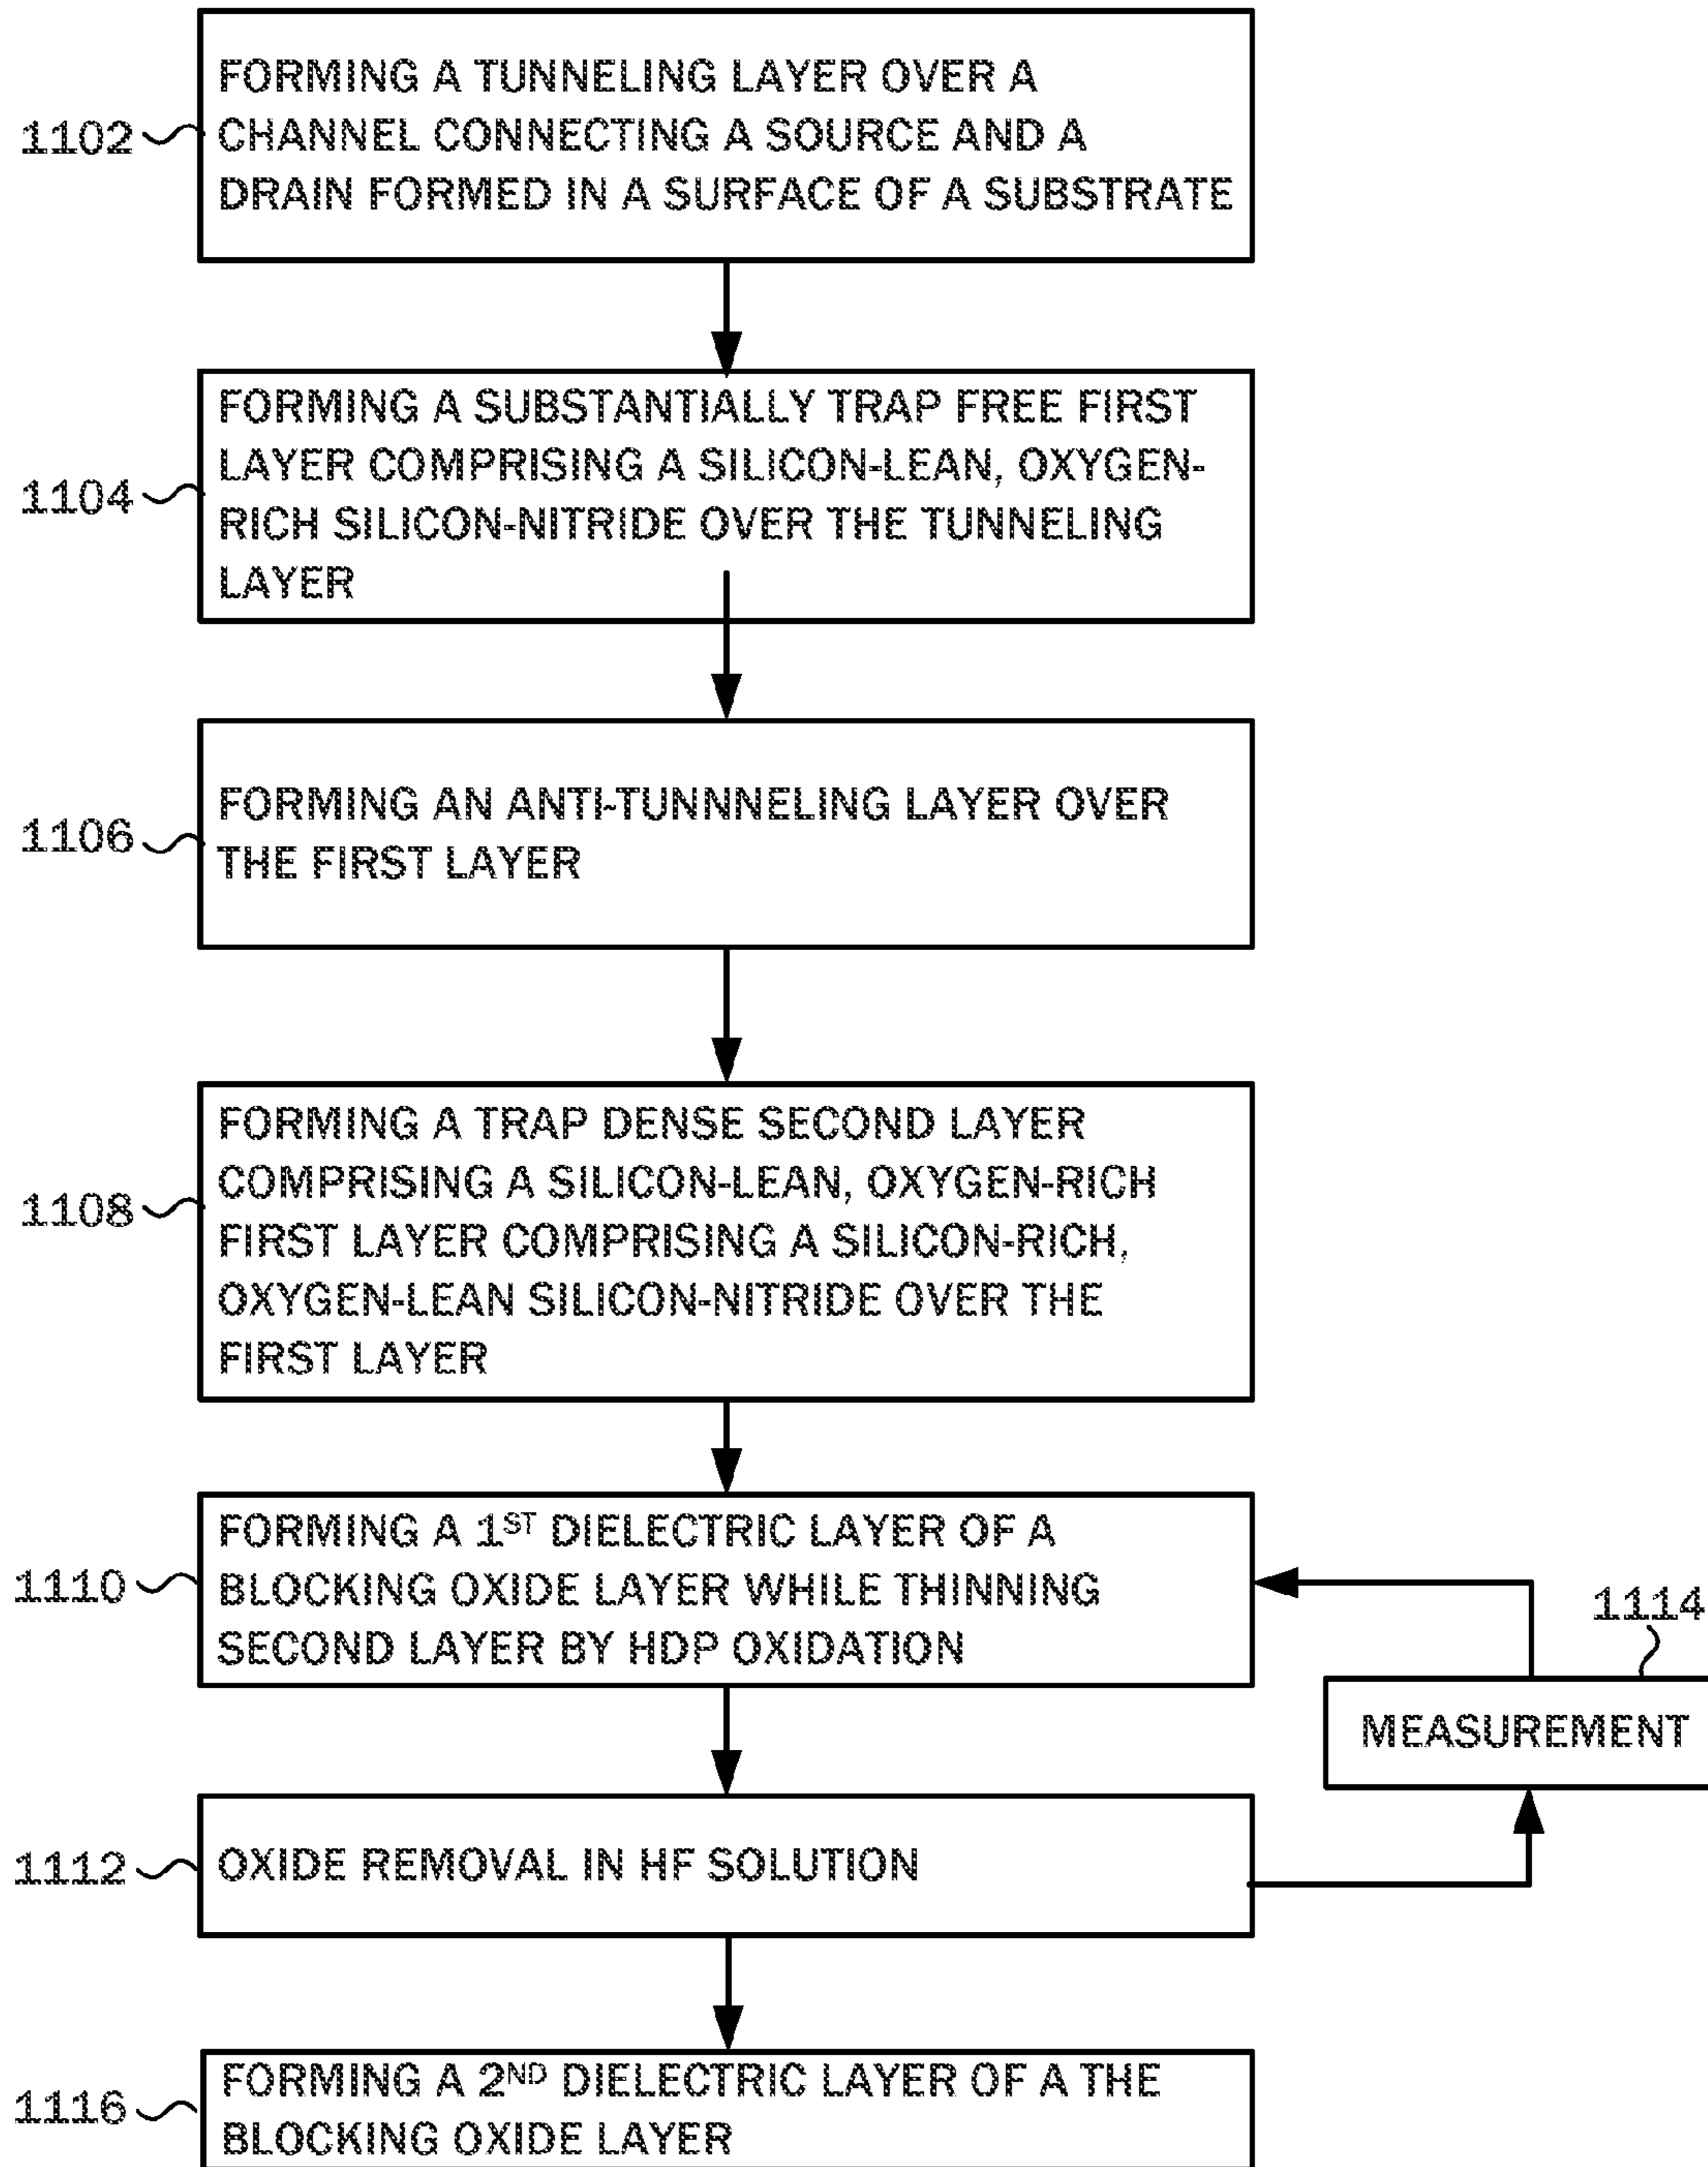 FORMING A TUNNELING LAYER OVER A
CHANNEL CONNECTING A SOURCE AND A
DRAIN FORMED IN A SURFACE OF A SUBSTRATE
1102
FORMING A SUBSTANTIALLY TRAP FREE FIRST
LAYER COMPRISING A SILICON-LEAN, OXYGEN-
RICH SILICON-NITRIDE OVER THE TUNNELING
LAYER
1104
FORMING AN ANTI-TUNNNELING LAYER OVER
THE FIRST LAYER
1106
FORMING A TRAP DENSE SECOND LAYER
COMPRISING A SILICON-LEAN, OXYGEN-RICH
FIRST LAYER COMPRISING A SILICON-RICH,
OXYGEN-LEAN SILICON-NITRIDE OVER THE
FIRST LAYER
1108
FORMING A 1ST DIELECTRIC LAYER OF A
BLOCKING OXIDE LAYER WHILE THINNING
SECOND LAYER BY HDP OXIDATION
1110
1114
MEASUREMENT
OXIDE REMOVAL IN HF SOLUTION
1112
FORMING A 2ND DIELECTRIC LAYER OF A THE
BLOCKING OXIDE LAYER
1116